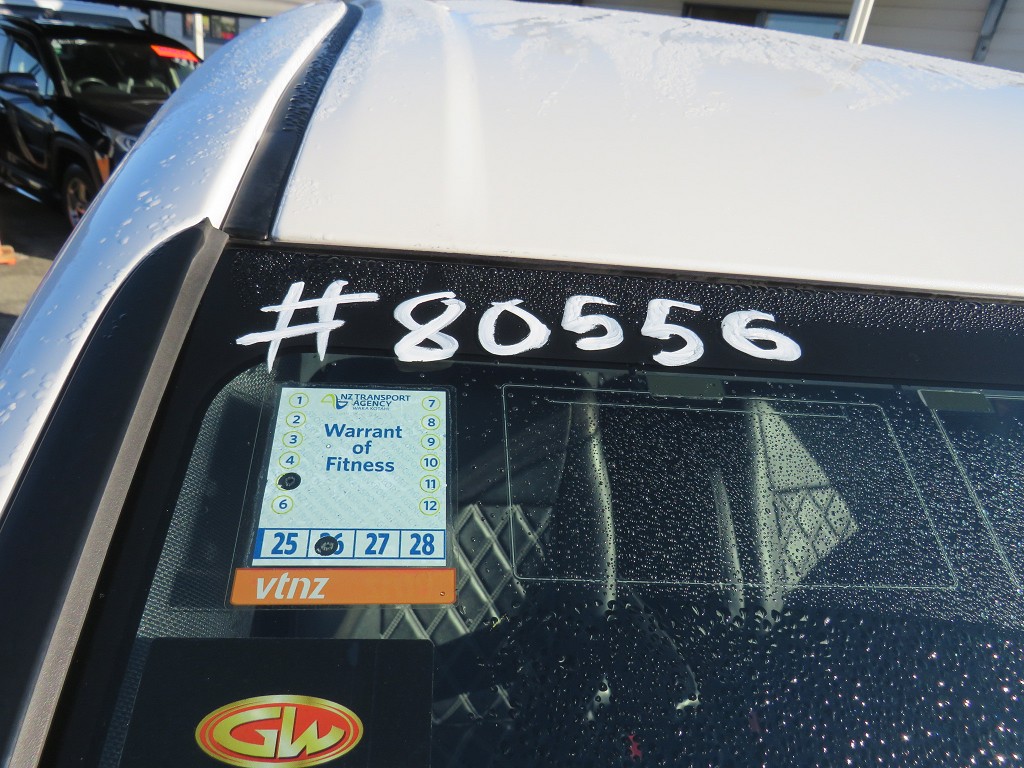 #80556
NZ TRANSPORT
AGENCY
WAKA KOTAHI
Warrant
of
Fitness
1
2
3
4
6
7
8
9
10
11
12
25 27 28
vtnz
GW